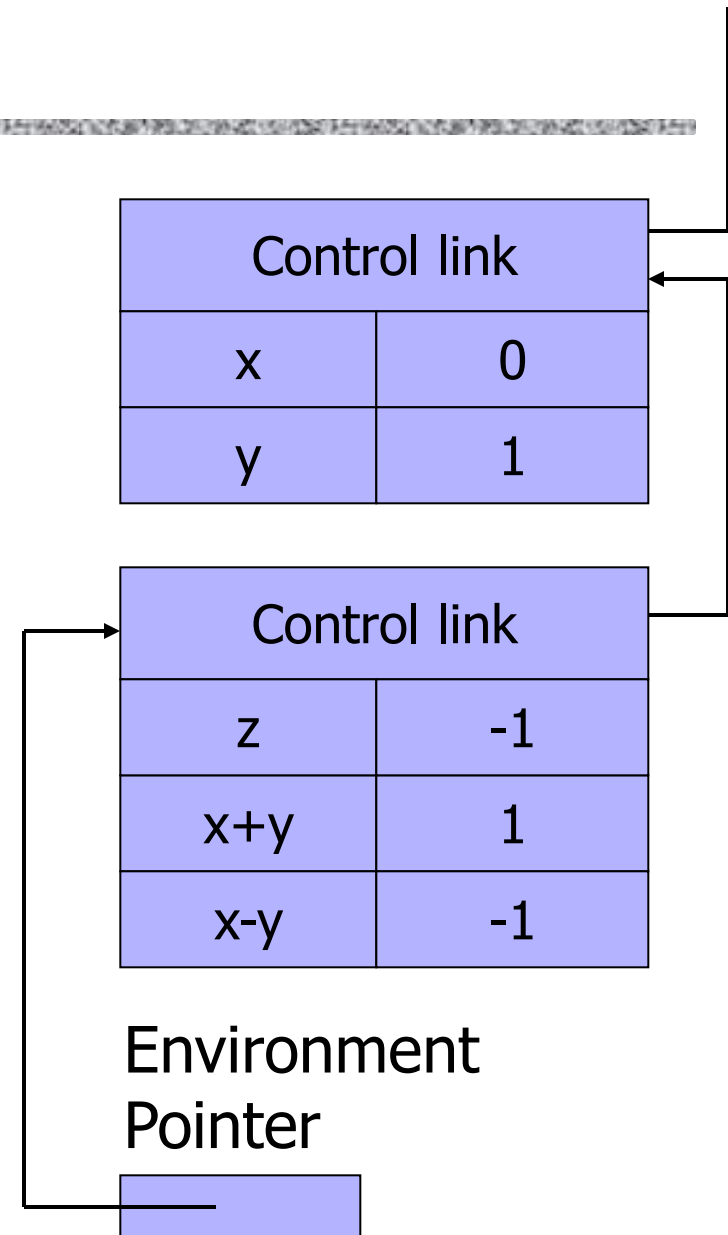 Control link
x 0
y 1
Control link
z -1
x+y 1
x-y -1
Environment
Pointer